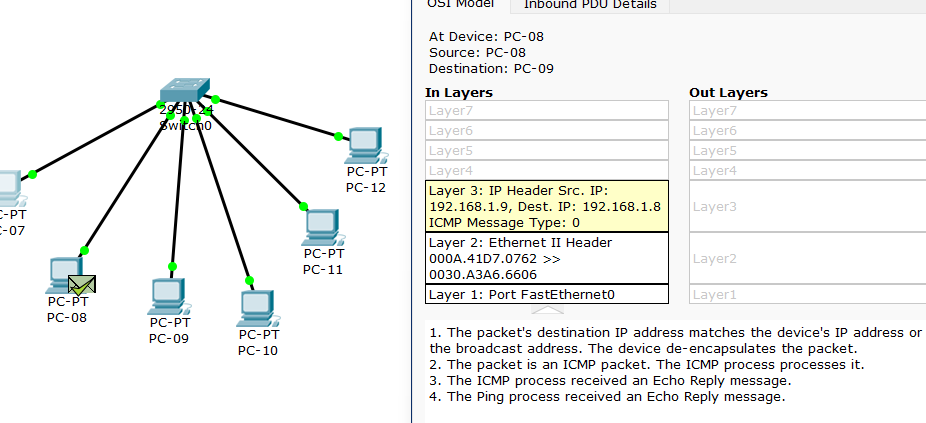 OSI Model
Inbound PDU Details
At Device: PC-08
Source: PC-08
Destination: PC-09
In Layers
Out Layers
Layer7
Layer6
Layer5
Layer4
Layer 3: IP Header Src. IP:
192.168.1.9, Dest. IP: 192.168.1.8
ICMP Message Type: 0
Layer 2: Ethernet II Header
000A.41D7.0762 >>
0030.A3A6.6606
Layer 1: Port FastEthernet0
Layer7
Layer6
Layer5
Layer4
Layer3
Layer2
Layer1
1. The packet's destination IP address matches the device's IP address or
the broadcast address. The device de-encapsulates the packet.
2. The packet is an ICMP packet. The ICMP process processes it.
3. The ICMP process received an Echo Reply message.
4. The Ping process received an Echo Reply message.
2950-24
Switch0
PC-PT
PC-12
-PT
-07
PC-PT
PC-11
PC-PT
PC-08
PC-PT
PC-09
PC-PT
PC-10